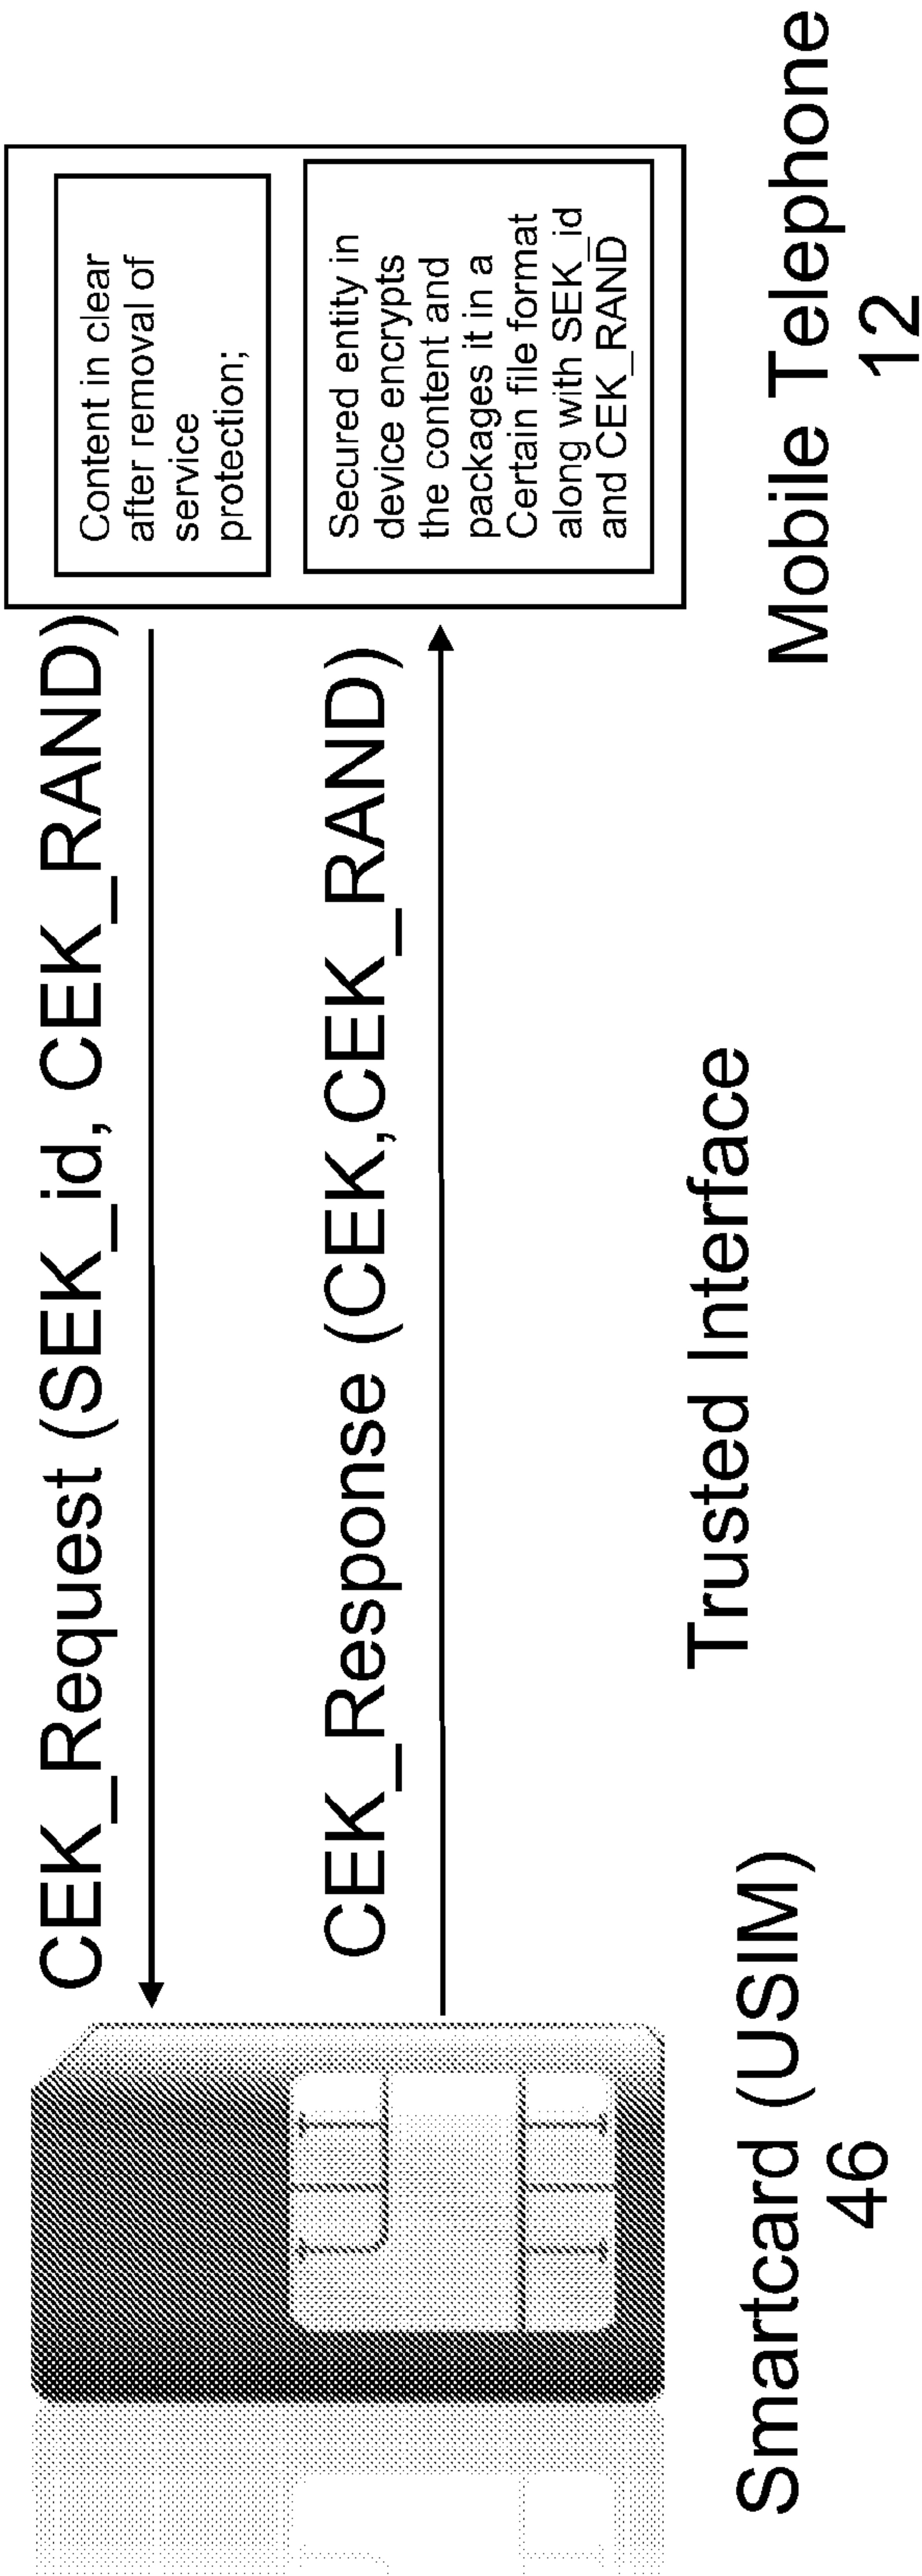 CEK_Request (SEK_id, CEK_RAND)
Content in clear
after removal of
service
protection;
CEK_Response (CEK,CEK_RAND)
Secured entity in
device encrypts
the content and
packages it in a
Certain file format
along with SEK_id
and CEK_RAND
Trusted Interface
Smartcard (USIM)
46
Mobile Telephone
12